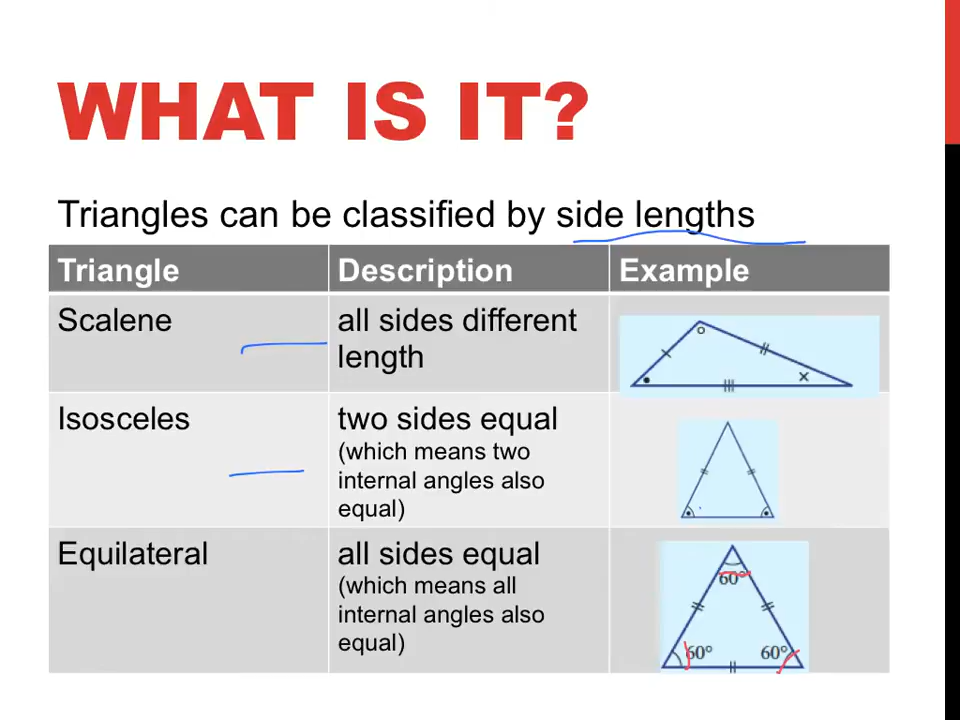 WHAT IS IT?
Triangles can be classified by side lengths
Triangle Description Example
Scalene
all sides different
length
Isosceles
two sides equal
(which means two
internal angles also
equal)
Equilateral
all sides equal
(which means all
internal angles also
equal)
60°
60° 60°